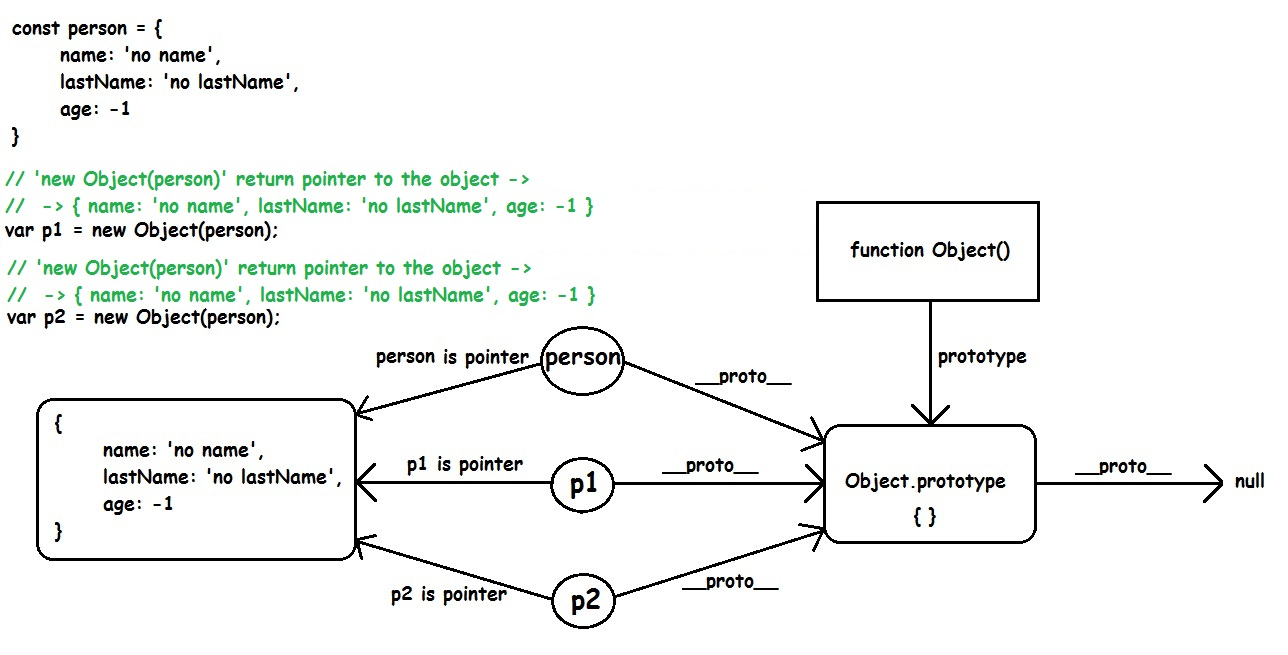 const person = {
name: 'no name',
lastName: 'no lastName',
age: -1
}
// 'new Object(person)' return pointer to the object ->
// -> { name: 'no name', lastName: 'no lastName', age: -1 }
var p1 = new Object(person);
// 'new Object(person)' return pointer to the object ->
// -> { name: 'no name', lastName: 'no lastName', age: -1 }
var p2 = new Object(person);
function Object()
prototype
person is pointer
person
__proto__
{
name: 'no name',
lastName: 'no lastName',
age: -1
}
p1 is pointer
p1
__proto__
Object.prototype
{ }
__proto__
null
p2 is pointer
p2
__proto__